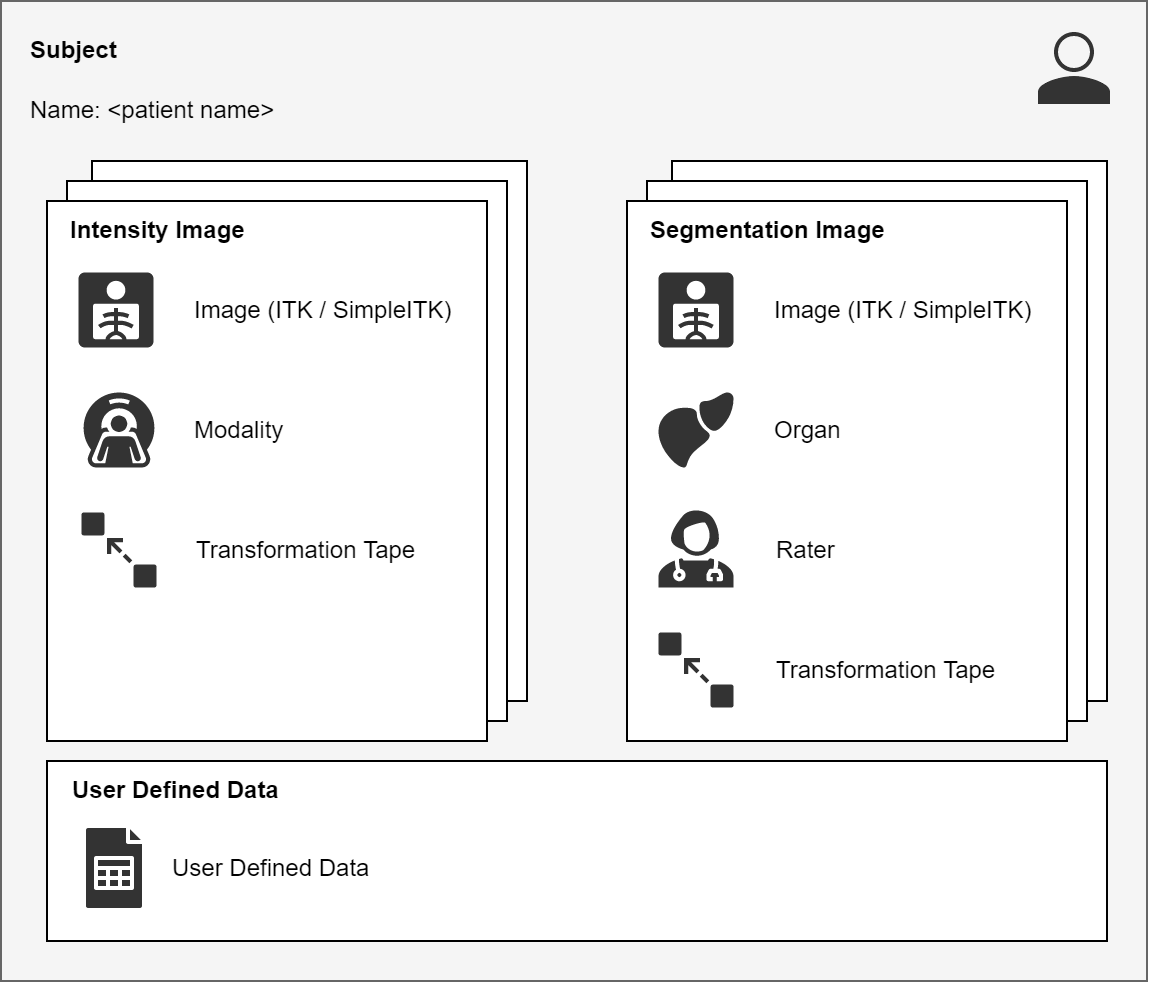 Subject
Name: <patient name>
Intensity Image
Image (ITK / SimpleITK)
Modality
Transformation Tape
Segmentation Image
Image (ITK / SimpleITK)
Organ
Rater
Transformation Tape
User Defined Data
User Defined Data